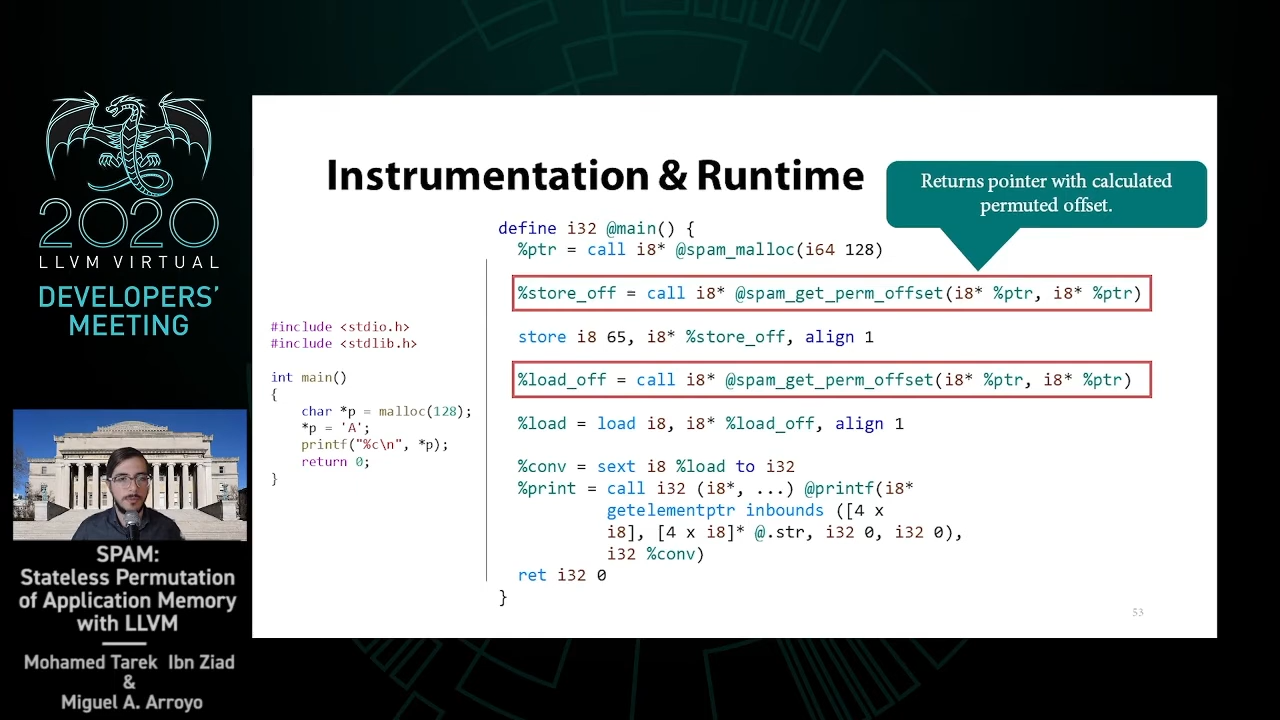 2020
LLVM VIRTUAL
DEVELOPERS'
MEETING
SPAM:
Stateless Permutation
of Application Memory
with LLVM
Mohamed Tarek Ibn Ziad
&
Miguel A. Arroyo
Instrumentation & Runtime
Returns pointer with calculated
permuted offset.
#include <stdio.h>
#include <stdlib.h>
int main()
{
char *p = malloc(128);
*p = 'A';
printf("%c\n", *p);
return 0;
}
define i32 @main() {
%ptr = call i8* @spam_malloc(i64 128)
%store_off = call i8* @spam_get_perm_offset(i8* %ptr, i8* %ptr)
store i8 65, i8* %store_off, align 1
%load_off = call i8* @spam_get_perm_offset(i8* %ptr, i8* %ptr)
%load = load i8, i8* %load_off, align 1
%conv = sext i8 %load to i32
%print = call i32 (i8*, ...) @printf(i8*
getelementptr inbounds ([4 x
i8], [4 x i8]* @.str, i32 0, i32 0),
i32 %conv)
ret i32 0
}
53